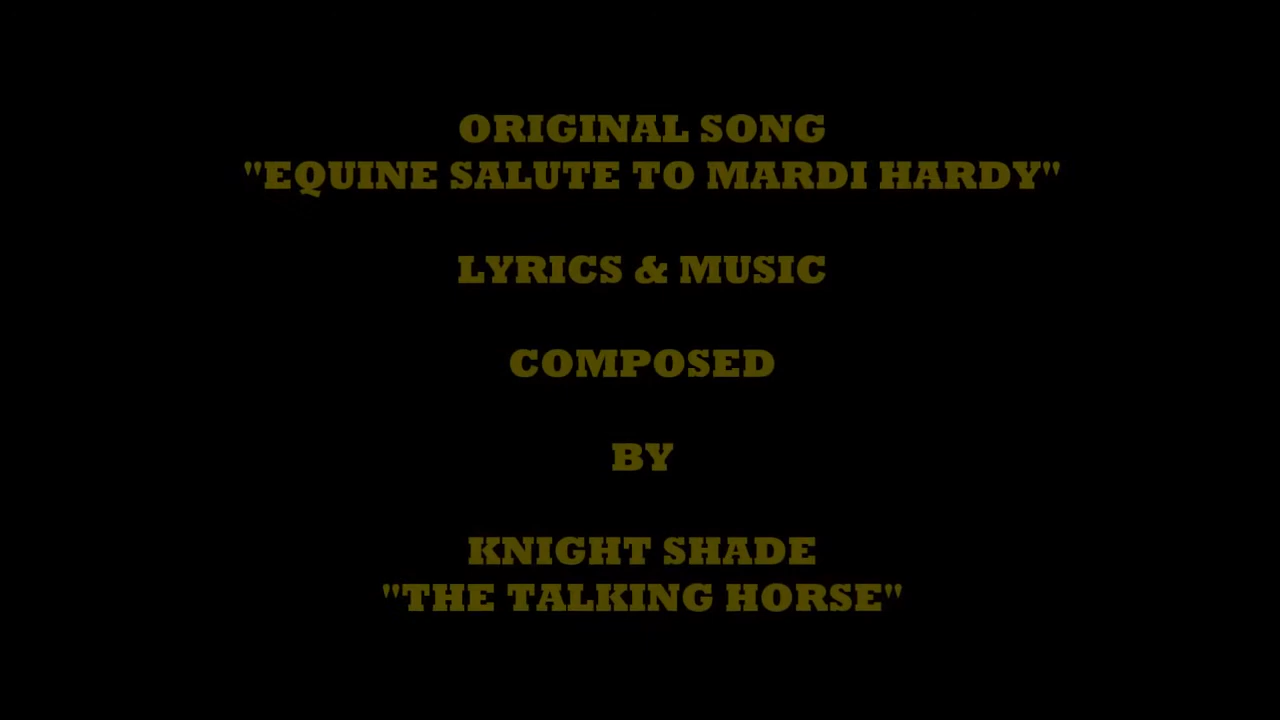 ORIGINAL SONG
"EQUINE SALUTE TO MARDI HARDY"
LYRICS & MUSIC
COMPOSED
BY
KNIGHT SHADE
"THE TALKING HORSE"